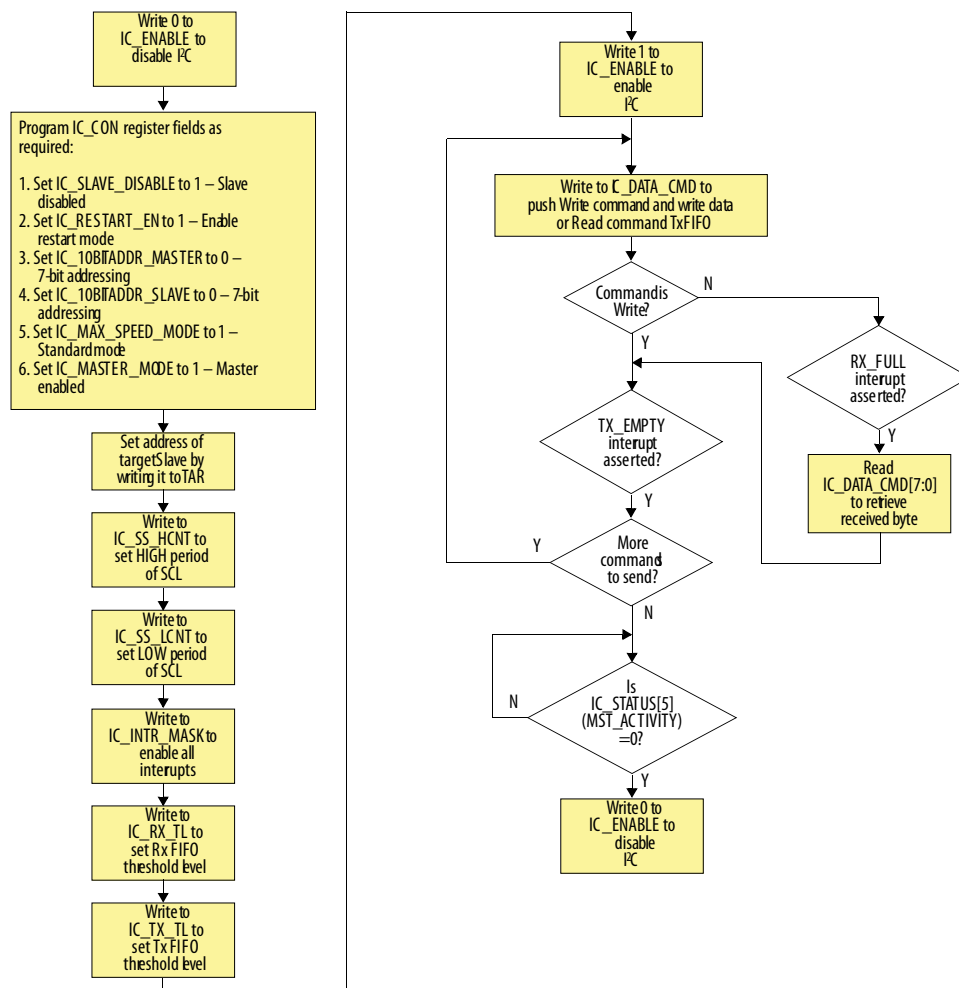 Write 0 to
IC_ENABLE to
disable I²C
Program IC_CON register fields as
required:
1. Set IC_SLAVE_DISABLE to 1 – Slave
disabled
2. Set IC_RESTART_EN to 1 – Enable
restart mode
3. Set IC_10BITADDR_MASTER to 0 –
7-bit addressing
4. Set IC_10BITADDR_SLAVE to 0 – 7-bit
addressing
5. Set IC_MAX_SPEED_MODE to 1 –
Standard mode
6. Set IC_MASTER_MODE to 1 – Master
enabled
Set address of
target Slave by
writing it to TAR
Write to
IC_SS_HCNT to
set HIGH period
of SCL
Write to
IC_SS_LCNT to
set LOW period
of SCL
Write to
IC_INTR_MASK to
enable all
interrupts
Write to
IC_RX_TL to
set Rx FIFO
threshold level
Write to
IC_TX_TL to
set Tx FIFO
threshold level
Write 1 to
IC_ENABLE to
enable
I²C
Write to IC_DATA_CMD to
push Write command and write data
or Read command TxFIFO
Command is
Write?
N
Y
RX_FULL
interrupt
asserted?
Y
Read
IC_DATA_CMD[7:0]
to retrieve
received byte
TX_EMPTY
interrupt
asserted?
Y
More
commands
to send?
Y
N
Is
IC_STATUS[5]
(MST_ACTIVITY)
=0?
N
Y
Write 0 to
IC_ENABLE to
disable
I²C